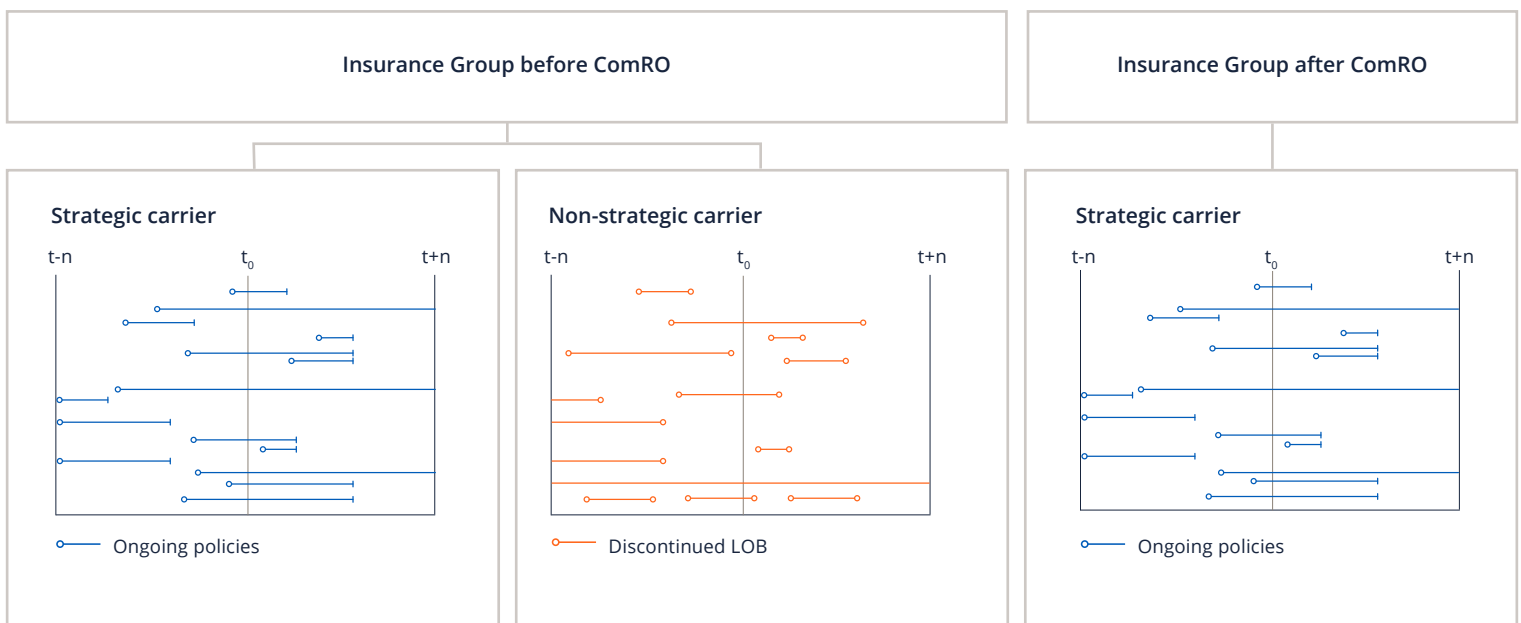 Insurance Group before ComRO
Insurance Group after ComRO
Strategic carrier
t-n t0 t+n
Ongoing policies
Non-strategic carrier
t-n t0 t+n
Discontinued LOB
Strategic carrier
t-n t0 t+n
Ongoing policies